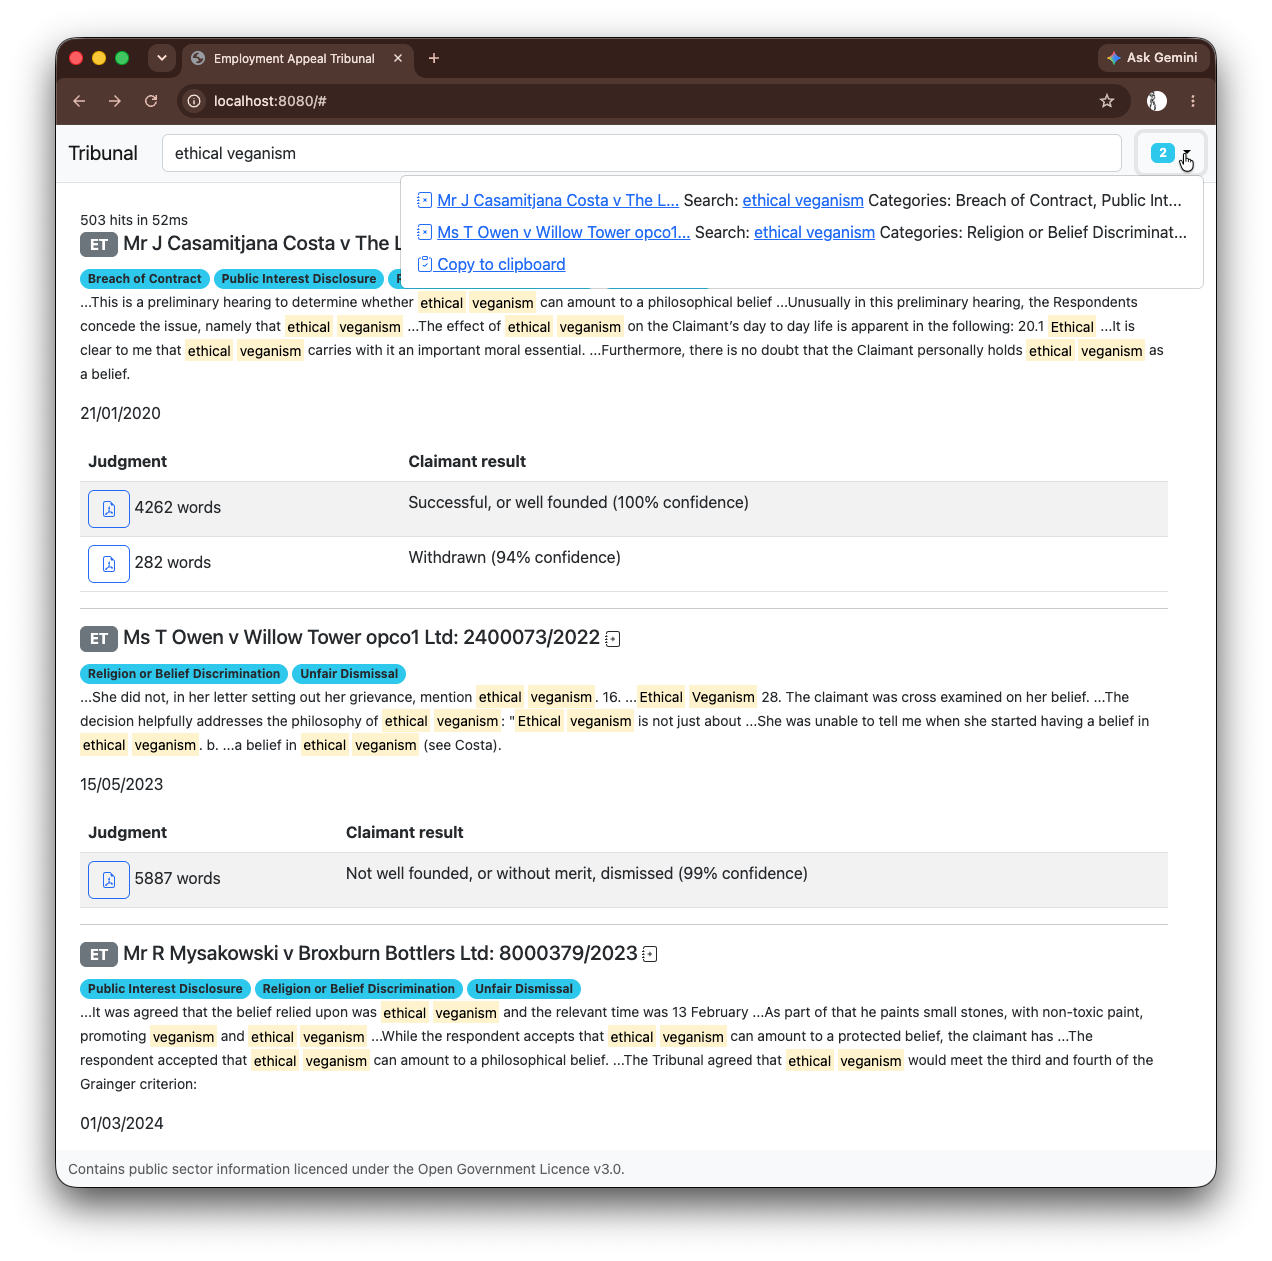 Employment Appeal Tribunal
Ask Gemini
localhost:8080/#
Tribunal
ethical veganism
2
Mr J Casamitjana Costa v The L... Search: ethical veganism Categories: Breach of Contract, Public Int...
Ms T Owen v Willow Tower opco1... Search: ethical veganism Categories: Religion or Belief Discriminat...
Copy to clipboard
503 hits in 52ms
ET Mr J Casamitjana Costa v The L
Breach of Contract Public Interest Disclosure
...This is a preliminary hearing to determine whether ethical veganism can amount to a philosophical belief ...Unusually in this preliminary hearing, the Respondents
concede the issue, namely that ethical veganism ...The effect of ethical veganism on the Claimant's day to day life is apparent in the following: 20.1 Ethical ...It is
clear to me that ethical veganism carries with it an important moral essential. ...Furthermore, there is no doubt that the Claimant personally holds ethical veganism as
a belief.
21/01/2020
Judgment Claimant result
4262 words Successful, or well founded (100% confidence)
282 words Withdrawn (94% confidence)
ET Ms T Owen v Willow Tower opco1 Ltd: 2400073/2022
Religion or Belief Discrimination Unfair Dismissal
...She did not, in her letter setting out her grievance, mention ethical veganism. 16. ...Ethical Veganism 28. The claimant was cross examined on her belief. ...The
decision helpfully addresses the philosophy of ethical veganism: "Ethical veganism is not just about ...She was unable to tell me when she started having a belief in
ethical veganism. b. ...a belief in ethical veganism (see Costa).
15/05/2023
Judgment Claimant result
5887 words Not well founded, or without merit, dismissed (99% confidence)
ET Mr R Mysakowski v Broxburn Bottlers Ltd: 8000379/2023
Public Interest Disclosure Religion or Belief Discrimination Unfair Dismissal
...It was agreed that the belief relied upon was ethical veganism and the relevant time was 13 February ...As part of that he paints small stones, with non-toxic paint,
promoting veganism and ethical veganism ...While the respondent accepts that ethical veganism can amount to a protected belief, the claimant has ...The
respondent accepted that ethical veganism can amount to a philosophical belief. ...The Tribunal agreed that ethical veganism would meet the third and fourth of the
Grainger criterion:
01/03/2024
Contains public sector information licenced under the Open Government Licence v3.0.